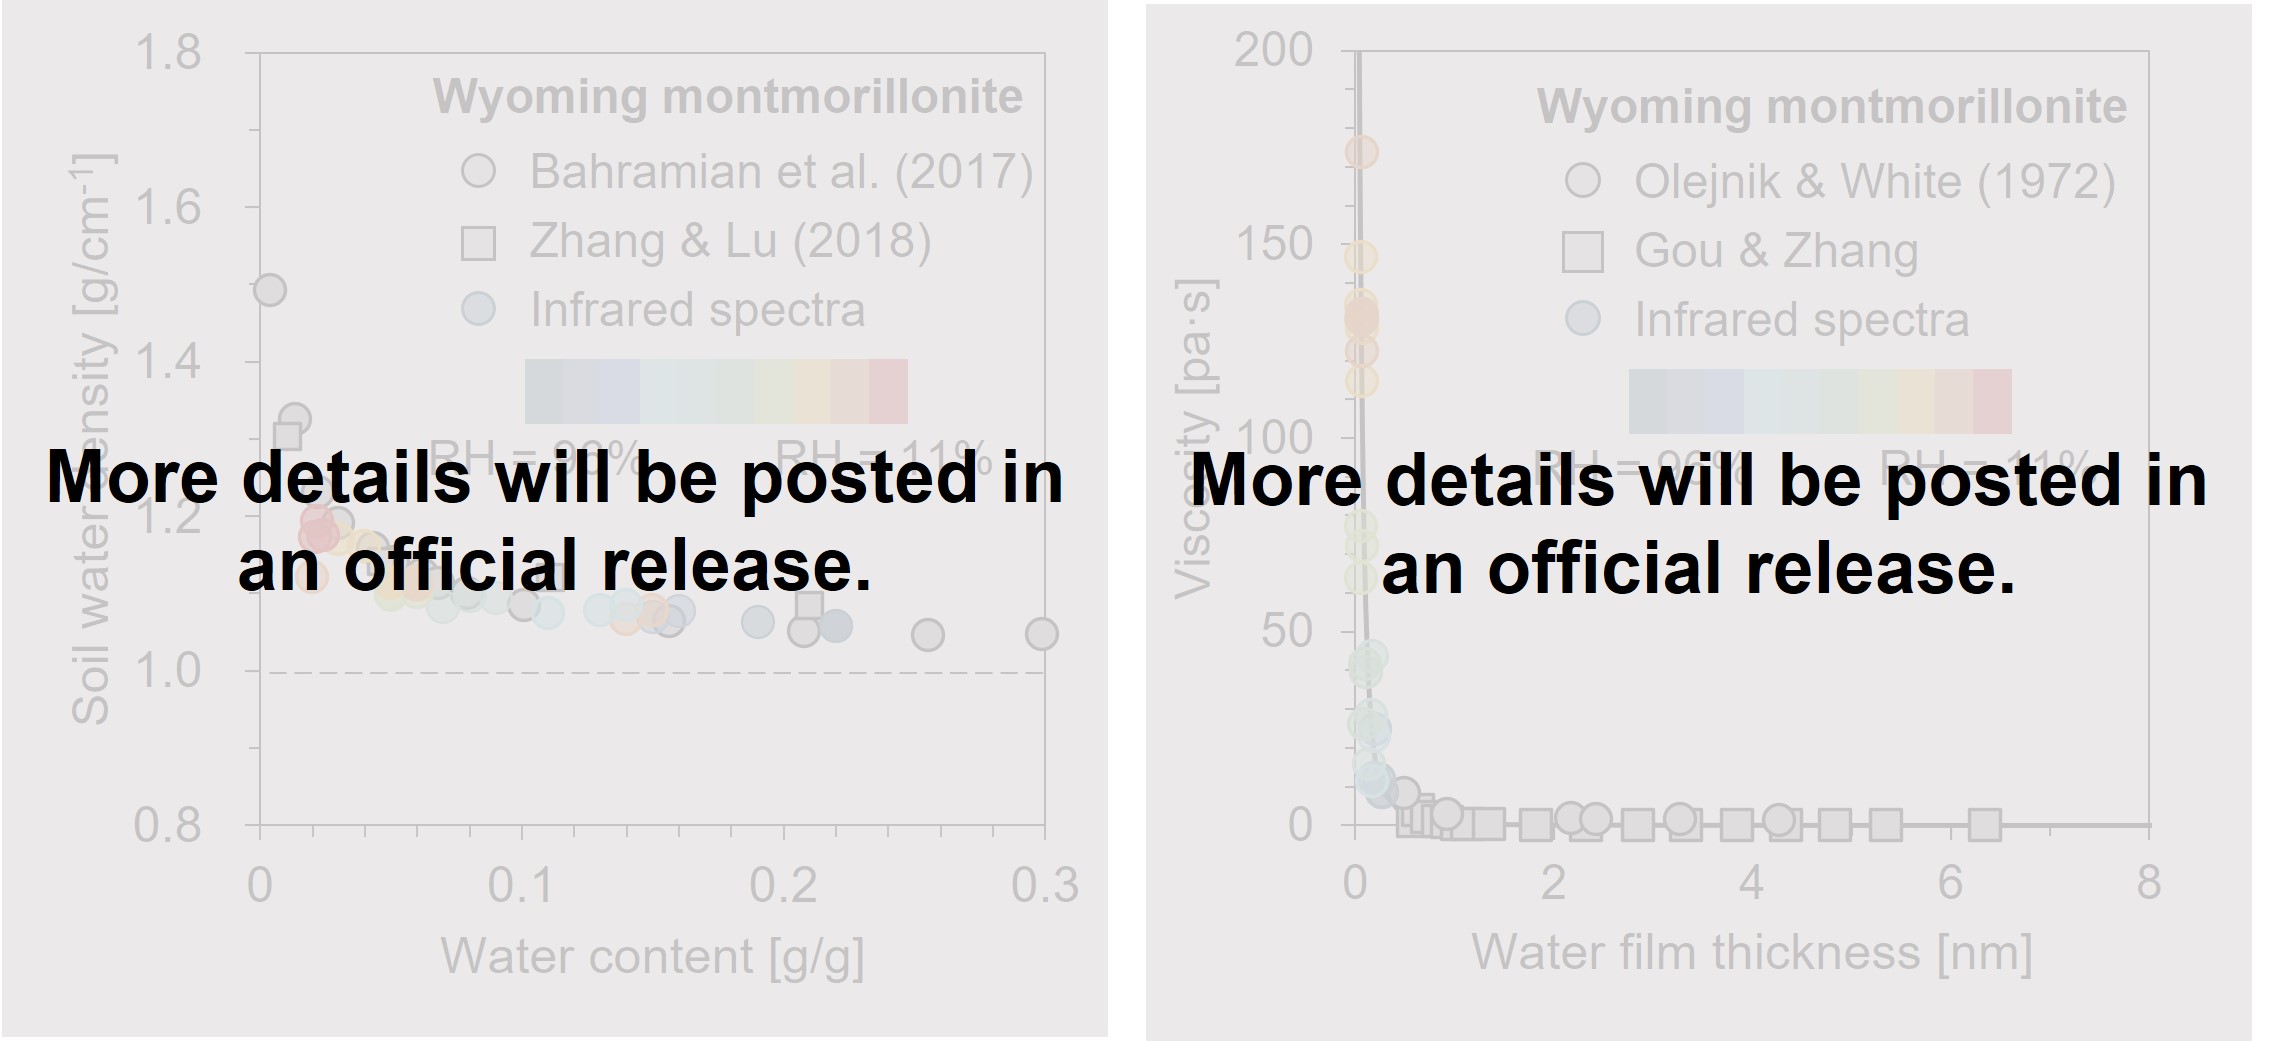 1.8
1.6
1.4
1.2
1.0
0.8
0
0.1
0.2
0.3
Soil water density [g/cm⁻¹]
Water content [g/g]
Wyoming montmorillonite
Bahramian et al. (2017)
Zhang & Lu (2018)
Infrared spectra
RH = 96% RH = 11%
More details will be posted in
an official release.
200
150
100
50
0
0
2
4
6
8
Viscosity [pa·s]
Water film thickness [nm]
Wyoming montmorillonite
Olejnik & White (1972)
Gou & Zhang
Infrared spectra
RH = 96% RH = 11%
More details will be posted in
an official release.